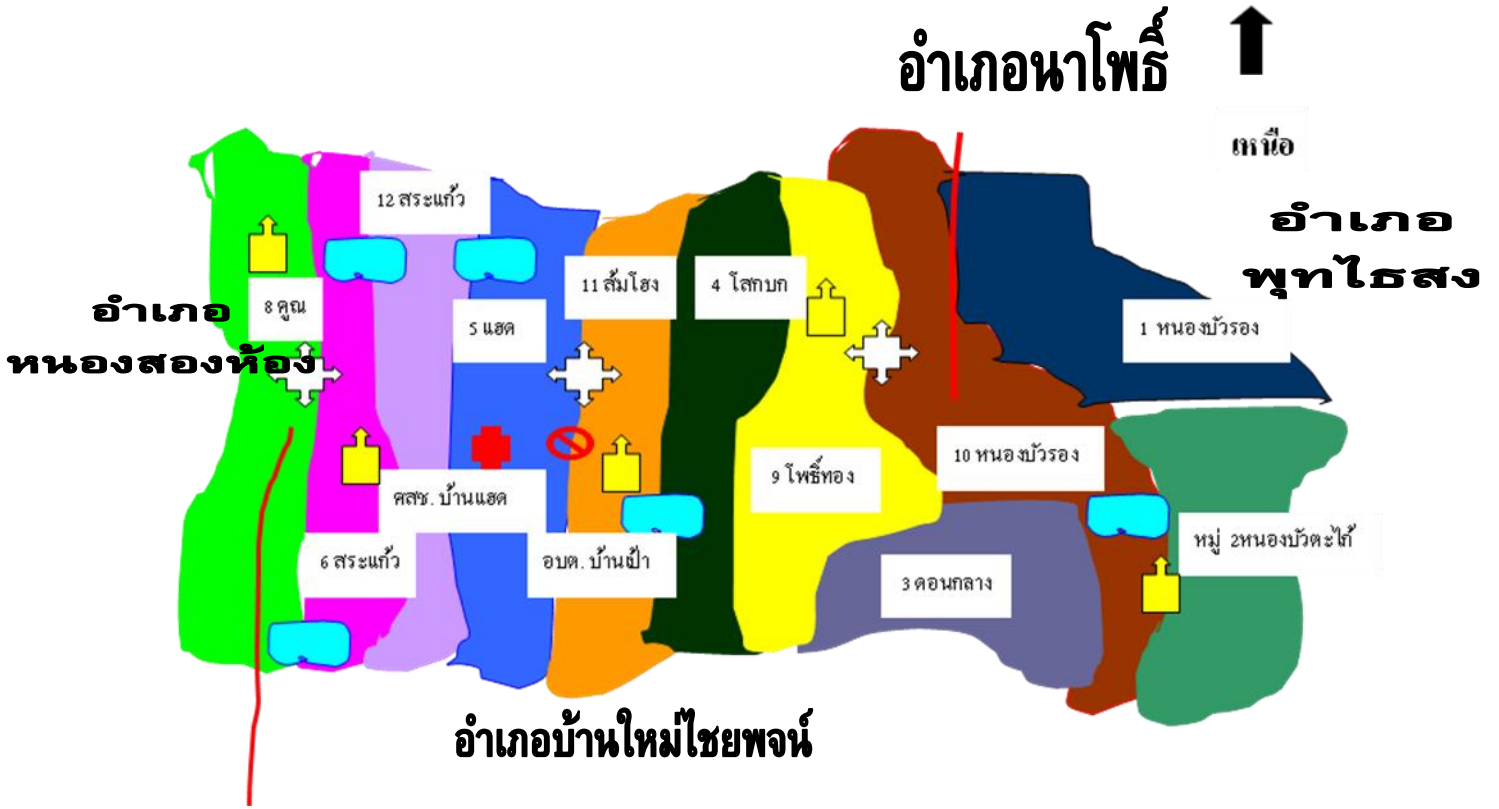 อำเภอนาโพธิ์
เหนือ
อำเภอ
พุทไธสง
12 สระแก้ว
11 ส้มโฮง
4 โสกบก
8 คูณ
5 แฮด
1 หนองบัวรอง
อำเภอ
หนองสองห้อง
10 หนองบัวรอง
9 โพธิ์ทอง
ศสช. บ้านแฮด
หมู่ 2หนองบัวตะไก้
6 สระแก้ว
อบต. บ้านเป้า
3 ดอนกลาง
อำเภอบ้านใหม่ไชยพจน์